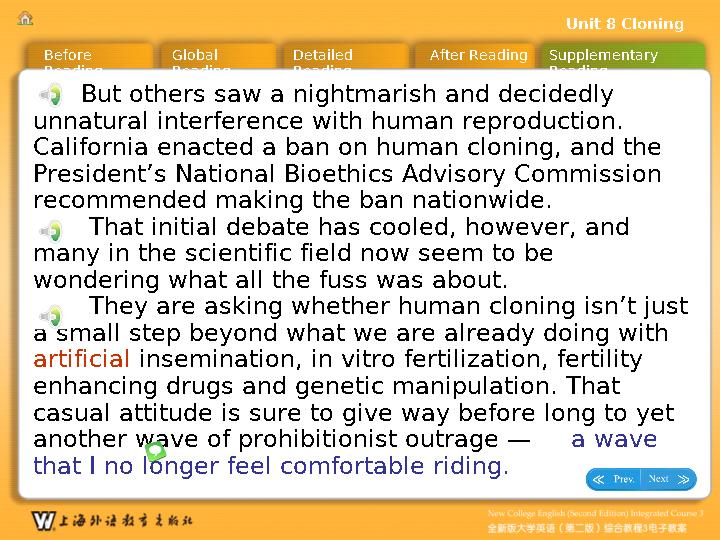 Unit 8 Cloning
Before Reading
Global Reading
Detailed Reading
After Reading
Supplementary Reading
But others saw a nightmarish and decidedly
unnatural interference with human reproduction.
California enacted a ban on human cloning, and the
President’s National Bioethics Advisory Commission
recommended making the ban nationwide.
That initial debate has cooled, however, and
many in the scientific field now seem to be
wondering what all the fuss was about.
They are asking whether human cloning isn’t just
a small step beyond what we are already doing with
artificial insemination, in vitro fertilization, fertility
enhancing drugs and genetic manipulation. That
casual attitude is sure to give way before long to yet
another wave of prohibitionist outrage — a wave
that I no longer feel comfortable riding.
Prev. Next
W 上海外语教育出版社
New College English (Second Edition) Integrated Course 3
全新版大学英语（第二版）综合教程3电子教案